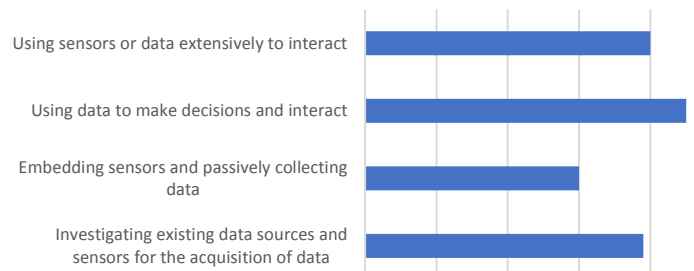 Using sensors or data extensively to interact
Using data to make decisions and interact
Embedding sensors and passively collecting
data
Investigating existing data sources and
sensors for the acquisition of data